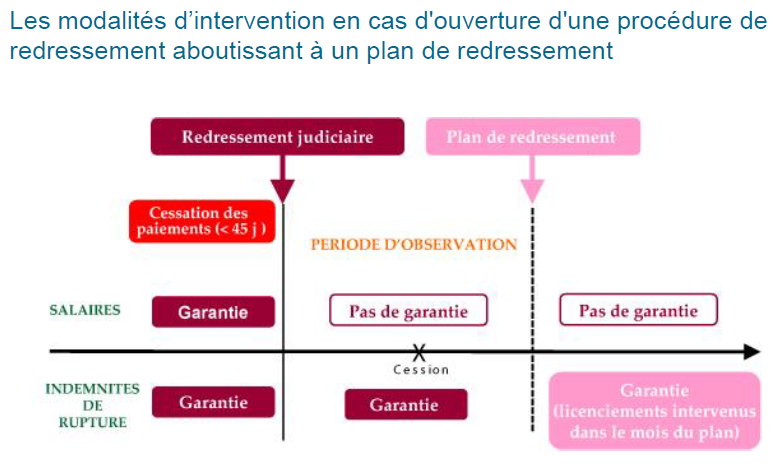 Les modalités d’intervention en cas d'ouverture d'une procédure de
redressement aboutissant à un plan de redressement
Redressement judiciaire
Plan de redressement
Cessation des
paiements (< 45 j )
PERIODE D’OBSERVATION
SALAIRES
Garantie
Pas de garantie
Pas de garantie
Cession
INDEMNITES
DE
RUPTURE
Garantie
Garantie
Garantie
(licenciements intervenus
dans le mois du plan)